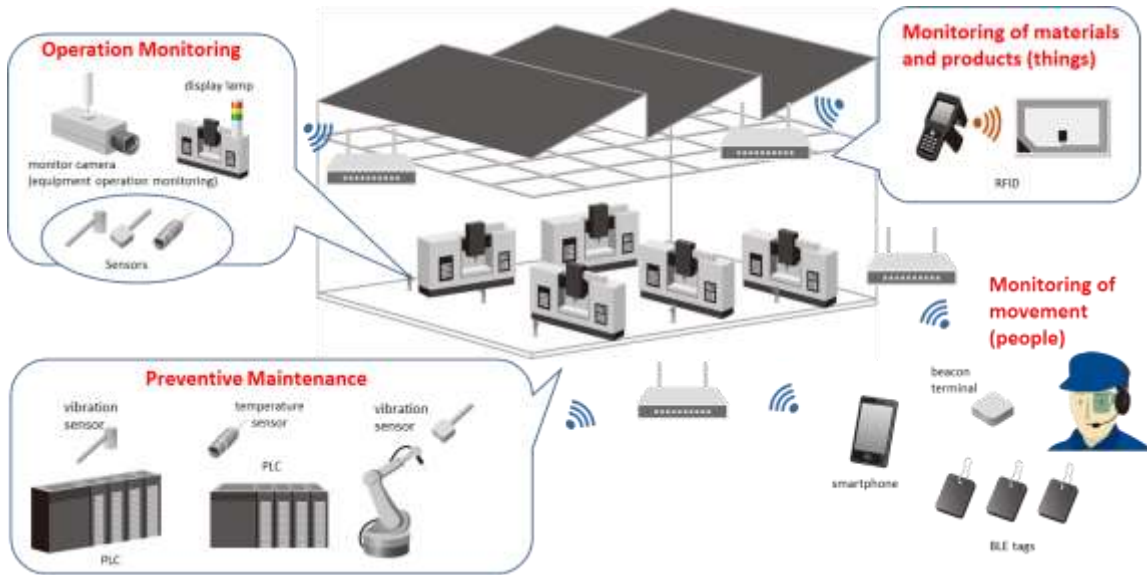 Operation Monitoring
display lamp
monitor camera
(equipment operation monitoring)
Sensors
Monitoring of materials
and products (things)
RFID
Monitoring of
movement
(people)
beacon
terminal
smartphone
BLE tags
Preventive Maintenance
vibration
sensor
temperature
sensor
vibration
sensor
PLC
PLC